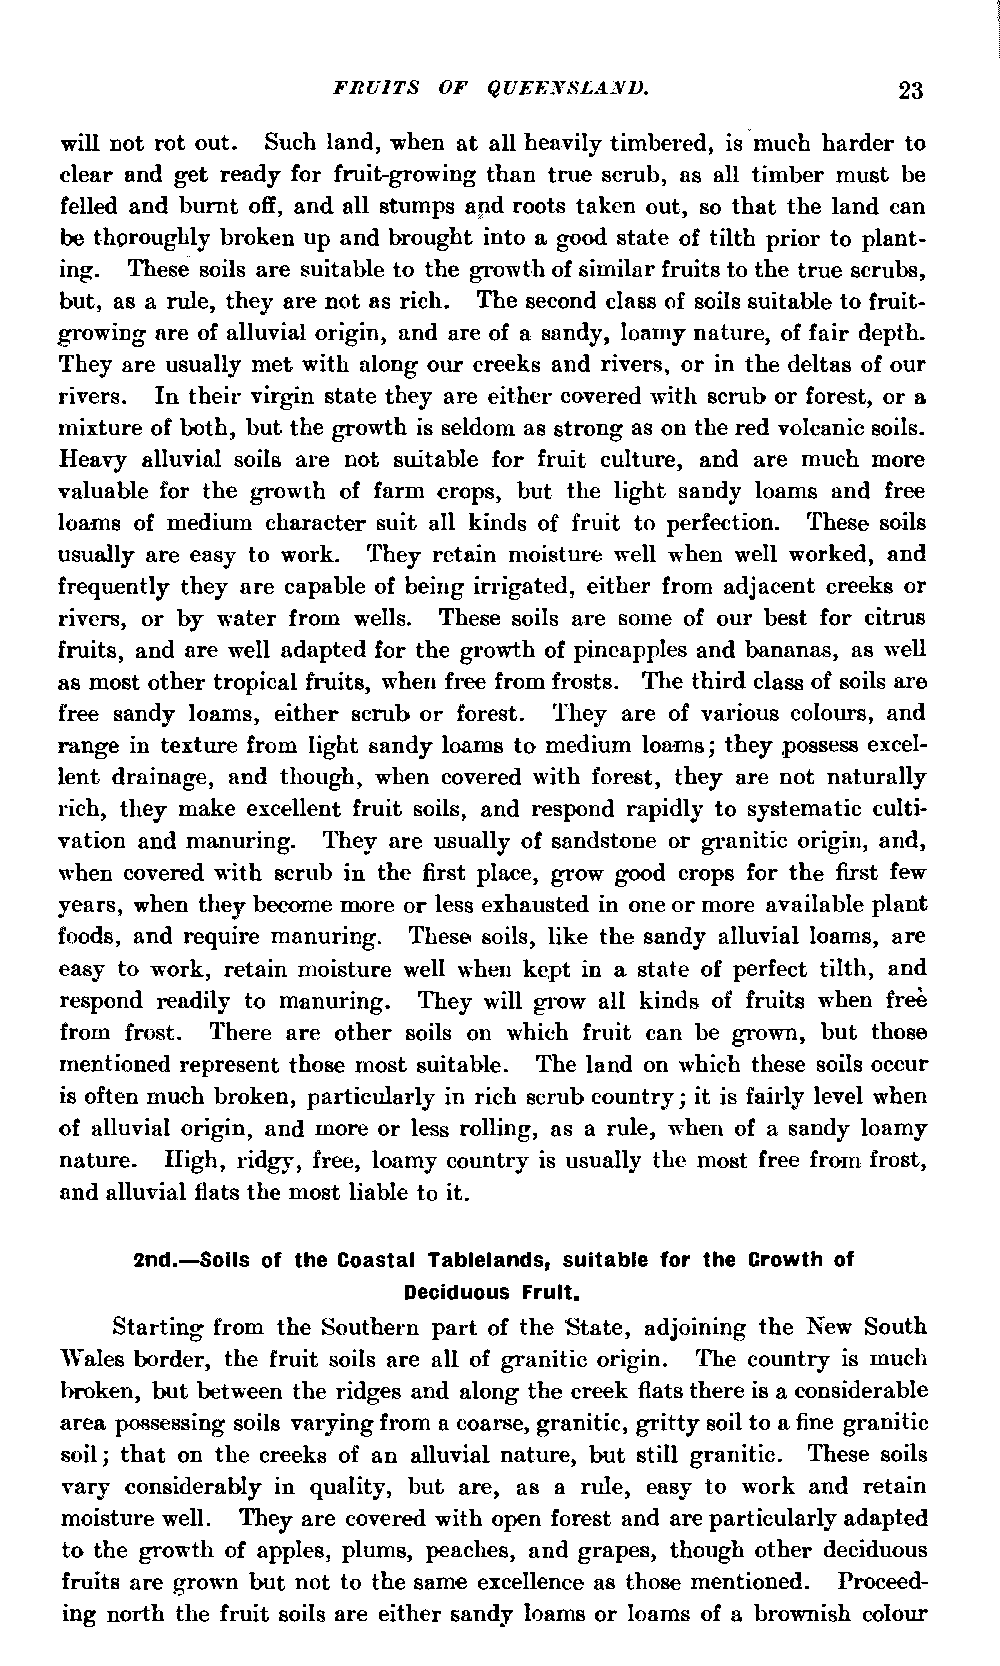 FRUITS OF QUEENSLAND. 23
will not rot out. Such land, when at all heavily timbered, is much harder to
clear and get ready for fruit-growing than true scrub, as all timber must be
felled and burnt off, and all stumps and roots taken out, so that the land can
be thoroughly broken up and brought into a good state of tilth prior to plant-
ing. These soils are suitable to the growth of similar fruits to the true scrubs,
but, as a rule, they are not as rich. The second class of soils suitable to fruit-
growing are of alluvial origin, and are of a sandy, loamy nature, of fair depth.
They are usually met with along our creeks and rivers, or in the deltas of our
rivers. In their virgin state they are either covered with scrub or forest, or a
mixture of both, but the growth is seldom as strong as on the red volcanic soils.
Heavy alluvial soils are not suitable for fruit culture, and are much more
valuable for the growth of farm crops, but the light sandy loams and free
loams of medium character suit all kinds of fruit to perfection. These soils
usually are easy to work. They retain moisture well when well worked, and
frequently they are capable of being irrigated, either from adjacent creeks or
rivers, or by water from wells. These soils are some of our best for citrus
fruits, and are well adapted for the growth of pineapples and bananas, as well
as most other tropical fruits, when free from frosts. The third class of soils are
free sandy loams, either scrub or forest. They are of various colours, and
range in texture from light sandy loams to medium loams; they possess excel-
lent drainage, and though, when covered with forest, they are not naturally
rich, they make excellent fruit soils, and respond rapidly to systematic culti-
vation and manuring. They are usually of sandstone or granitic origin, and,
when covered with scrub in the first place, grow good crops for the first few
years, when they become more or less exhausted in one or more available plant
foods, and require manuring. These soils, like the sandy alluvial loams, are
easy to work, retain moisture well when kept in a state of perfect tilth, and
respond readily to manuring. They will grow all kinds of fruits when free
from frost. There are other soils on which fruit can be grown, but those
mentioned represent those most suitable. The land on which these soils occur
is often much broken, particularly in rich scrub country; it is fairly level when
of alluvial origin, and more or less rolling, as a rule, when of a sandy loamy
nature. High, ridgy, free, loamy country is usually the most free from frost,
and alluvial flats the most liable to it.
2nd.—Soils of the Coastal Tablelands, suitable for the Growth of
Deciduous Fruit.
Starting from the Southern part of the State, adjoining the New South
Wales border, the fruit soils are all of granitic origin. The country is much
broken, but between the ridges and along the creek flats there is a considerable
area possessing soils varying from a coarse, granitic, gritty soil to a fine granitic
soil; that on the creeks of an alluvial nature, but still granitic. These soils
vary considerably in quality, but are, as a rule, easy to work and retain
moisture well. They are covered with open forest and are particularly adapted
to the growth of apples, plums, peaches, and grapes, though other deciduous
fruits are grown but not to the same excellence as those mentioned. Proceed-
ing north the fruit soils are either sandy loams or loams of a brownish colour